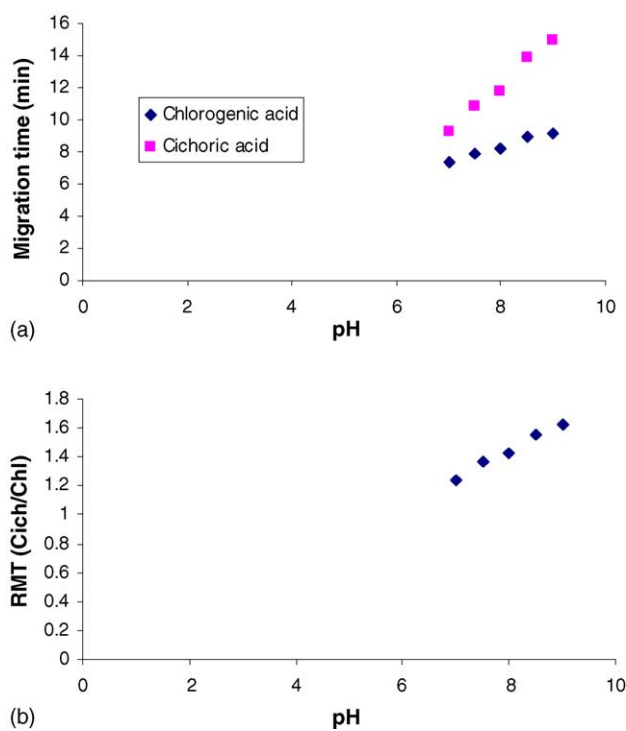 16
14
12
10
8
6
4
2
0
Migration time (min)
Chlorogenic acid
Cichoric acid
0 2 4 6 8 10
(a) pH
1.8
1.6
1.4
1.2
1
0.8
0.6
0.4
0.2
0
RMT (Cich/Chl)
0 2 4 6 8 10
(b) pH